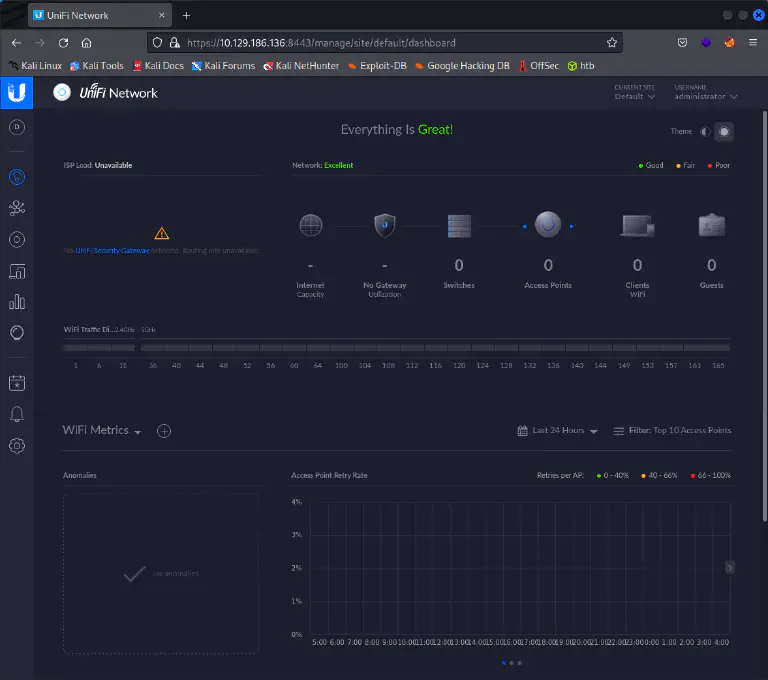 UniFi Network
https://10.129.186.136:8443/manage/site/default/dashboard
Kali Linux Kali Tools Kali Docs Kali Forums Kali NetHunter Exploit-DB Google Hacking DB OffSec htb
UniFi Network
CURRENT SITE
Default
USERNAME
administrator
Everything Is Great!
Theme
ISP Load: Unavailable
Network: Excellent
Good Fair Poor
No UniFi Security Gateway detected. Routing info unavailable.
- - 0 0 0 0
Internet
Capacity
No Gateway
Utilization
Switches
Access Points
Clients
WiFi
Guests
WiFi Traffic Di... 2.4GHz 5GHz
1 6 11 36 40 44 48 52 56 60 64 100 104 108 112 116 120 124 128 132 136 140 144 149 153 157 161 165
WiFi Metrics
Last 24 Hours
Filter: Top 10 Access Points
Anomalies
No anomalies
Access Point Retry Rate
Retries per AP: 0 - 40% 40 - 66% 66 - 100%
4%
3%
2%
1%
0%
5:00 6:00 7:00 8:00 9:00 10:00 11:00 12:00 13:00 14:00 15:00 16:00 17:00 18:00 19:00 20:00 21:00 22:00 23:00 0:00 1:00 2:00 3:00 4:00